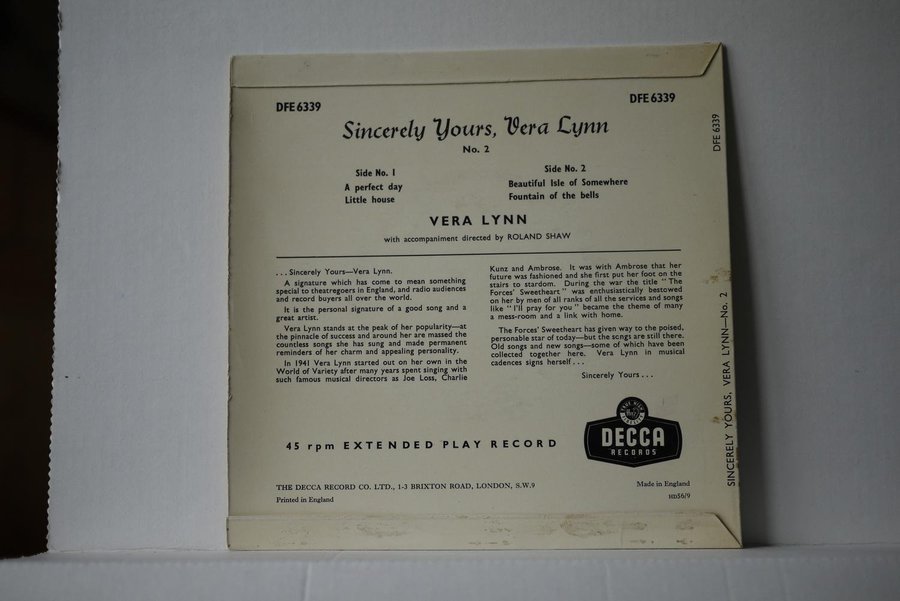 DFE 6339
DFE 6339
Sincerely Yours, Vera Lynn
No. 2
Side No. 1
A perfect day
Little house
Side No. 2
Beautiful Isle of Somewhere
Fountain of the bells
VERA LYNN
with accompaniment directed by ROLAND SHAW
. . . Sincerely Yours—Vera Lynn.
A signature which has come to mean something
special to theatregoers in England, and radio audiences
and record buyers all over the world.
It is the personal signature of a good song and a
great artist.
Vera Lynn stands at the peak of her popularity—at
the pinnacle of success and around her are massed the
countless songs she has sung and made permanent
reminders of her charm and appealing personality.
In 1941 Vera Lynn started out on her own in the
World of Variety after many years spent singing with
such famous musical directors as Joe Loss, Charlie
Kunz and Ambrose. It was with Ambrose that her
future was fashioned and she first put her foot on the
stairs to stardom. During the war the title "The
Forces' Sweetheart" was enthusiastically bestowed
on her by men of all ranks of all the services and songs
like "I'll pray for you" became the theme of many
a mess-room and a link with home.
The Forces' Sweetheart has given way to the poised,
personable star of today—but the songs are still there.
Old songs and new songs—some of which have been
collected together here. Vera Lynn in musical
cadences signs herself . . .
Sincerely Yours . . .
45 rpm EXTENDED PLAY RECORD
DECCA
RECORDS
THE DECCA RECORD CO. LTD., 1-3 BRIXTON ROAD, LONDON, S.W.9
Printed in England
Made in England
HD56/9
DFE 6339
SINCERELY YOURS, VERA LYNN—No. 2